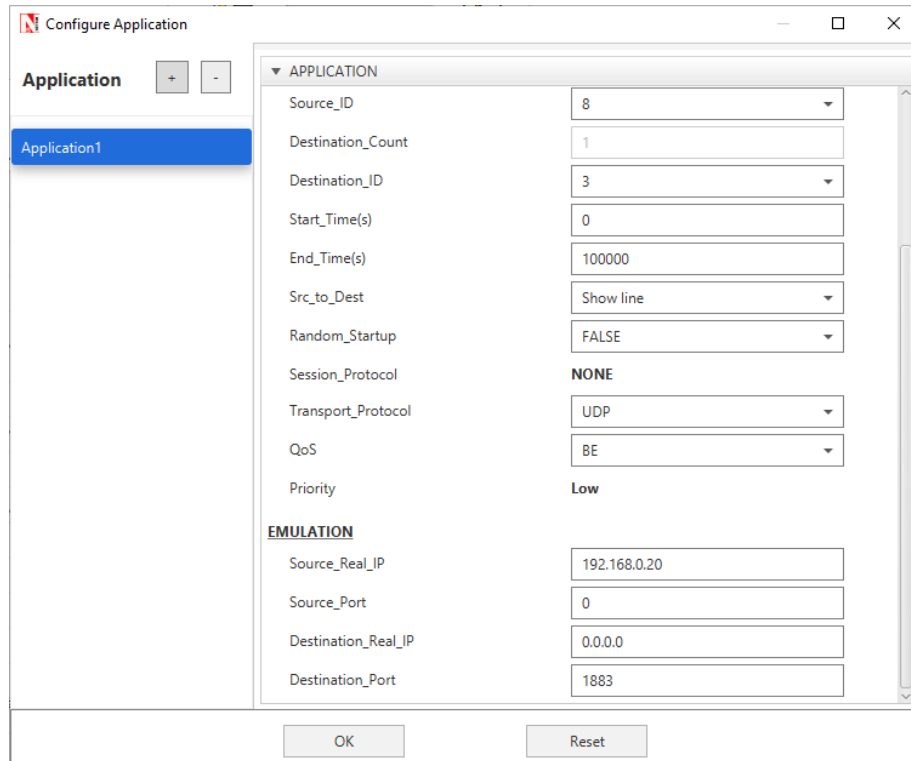 Configure Application
Application + -
Application1
APPLICATION
Source_ID 8
Destination_Count 1
Destination_ID 3
Start_Time(s) 0
End_Time(s) 100000
Src_to_Dest Show line
Random_Startup FALSE
Session_Protocol NONE
Transport_Protocol UDP
QoS BE
Priority Low
EMULATION
Source_Real_IP 192.168.0.20
Source_Port 0
Destination_Real_IP 0.0.0.0
Destination_Port 1883
OK Reset